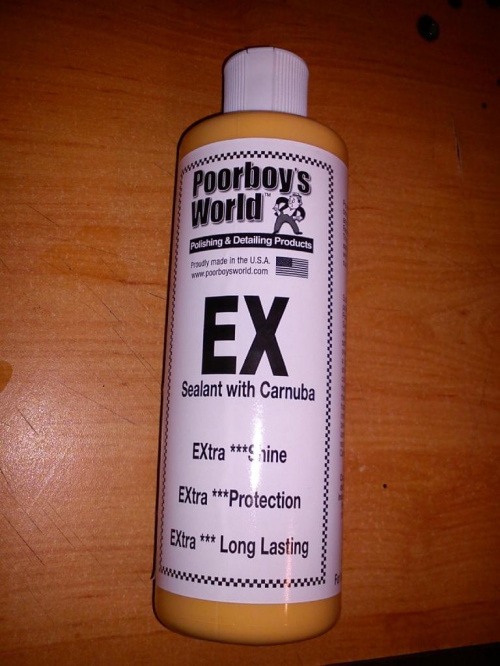 Poorboy's
World™
Polishing & Detailing Products
Proudly made in the U.S.A.
www.poorboysworld.com
EX
Sealant with Carnuba
EXtra ***Shine
EXtra ***Protection
EXtra *** Long Lasting